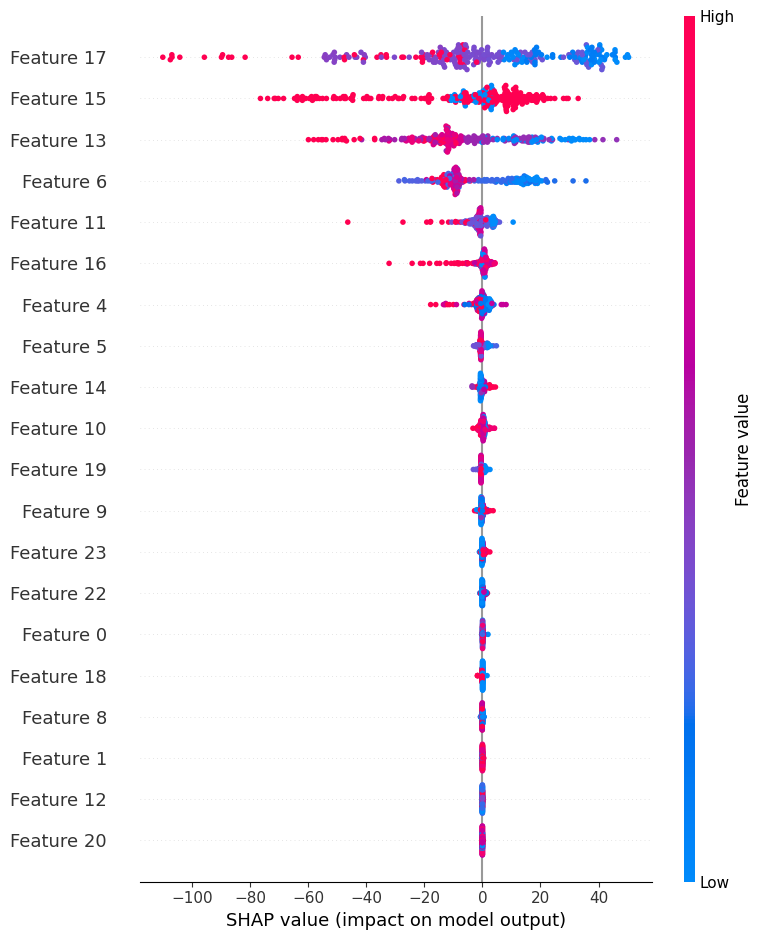 High
Feature 17
Feature 15
Feature 13
Feature 6
Feature 11
Feature 16
Feature 4
Feature 5
Feature 14
Feature 10
Feature 19
Feature 9
Feature 23
Feature 22
Feature 0
Feature 18
Feature 8
Feature 1
Feature 12
Feature 20
Feature value
Low
−100 −80 −60 −40 −20 0 20 40
SHAP value (impact on model output)